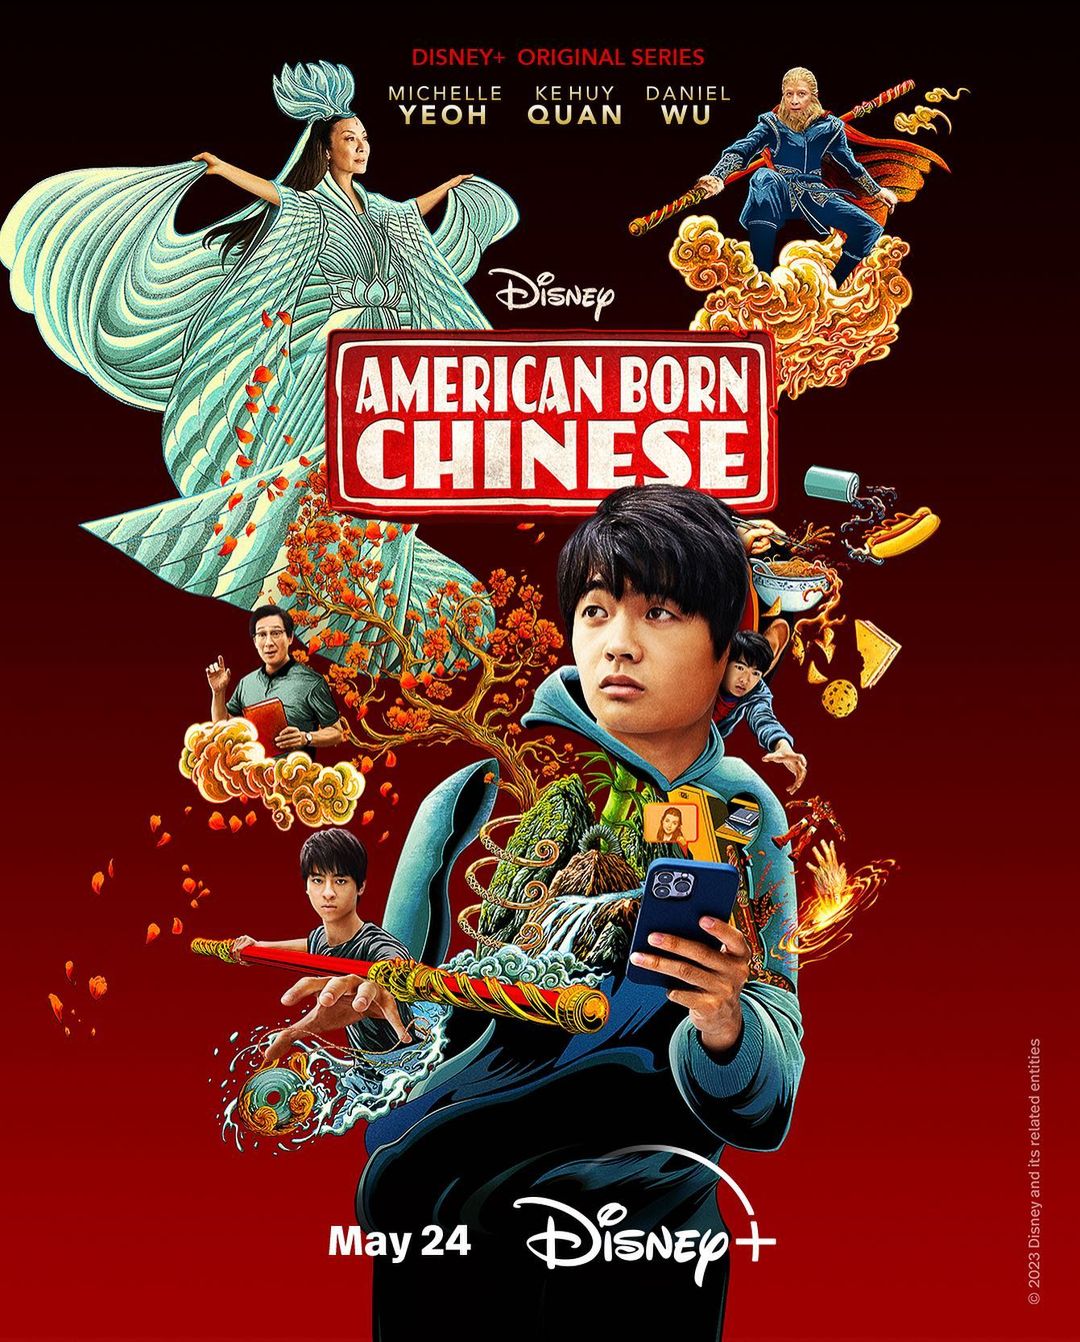 DISNEY+ ORIGINAL SERIES
MICHELLE YEOH
KE HUY QUAN
DANIEL WU
DISNEY
AMERICAN BORN
CHINESE
May 24
DISNEY+
© 2023 Disney and its related entities